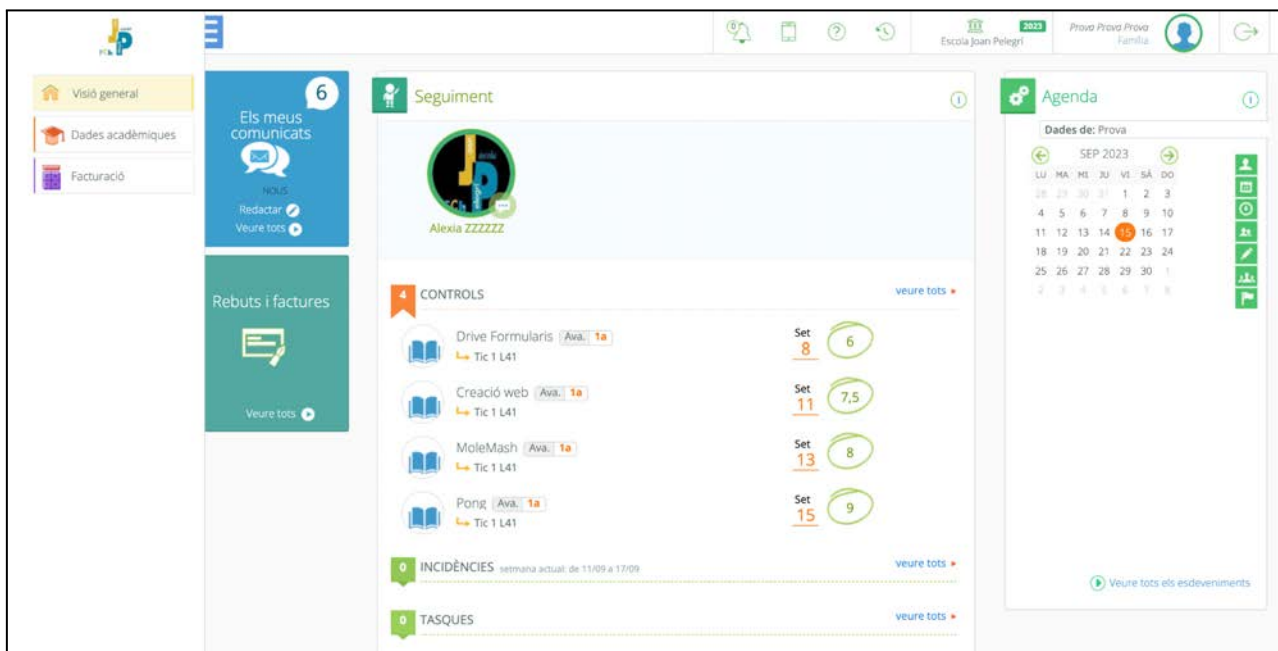 0
Escola Joan Pelegrí
2023
Prova Prova Prova
Família
Visió general
Dades acadèmiques
Facturació
6
Els meus
comunicats
NOUS
Redactar
Veure tots
Rebuts i factures
Veure tots
Seguiment
Alexia ZZZZZZ
4 CONTROLS veure tots
Drive Formularis Ava. 1a Set 8 6
Tic 1 L41
Creació web Ava. 1a Set 11 7,5
Tic 1 L41
MoleMash Ava. 1a Set 13 8
Tic 1 L41
Pong Ava. 1a Set 15 9
Tic 1 L41
0 INCIDÈNCIES setmana actual: de 11/09 a 17/09 veure tots
0 TASQUES veure tots
Agenda
Dades de: Prova
SEP 2023
LU MA MI JU VI SÁ DO
28 29 30 31 1 2 3
4 5 6 7 8 9 10
11 12 13 14 15 16 17
18 19 20 21 22 23 24
25 26 27 28 29 30 1
2 3 4 5 6 7 8
Veure tots els esdeveniments